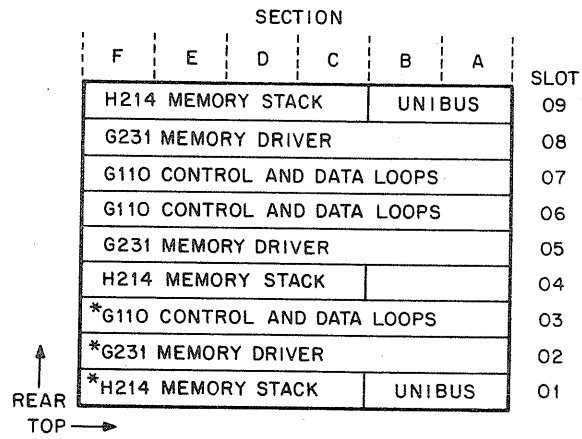 SECTION
F E D C B A
SLOT
H214 MEMORY STACK UNIBUS 09
G231 MEMORY DRIVER 08
G110 CONTROL AND DATA LOOPS 07
G110 CONTROL AND DATA LOOPS 06
G231 MEMORY DRIVER 05
H214 MEMORY STACK 04
*G110 CONTROL AND DATA LOOPS 03
*G231 MEMORY DRIVER 02
*H214 MEMORY STACK UNIBUS 01
REAR
TOP